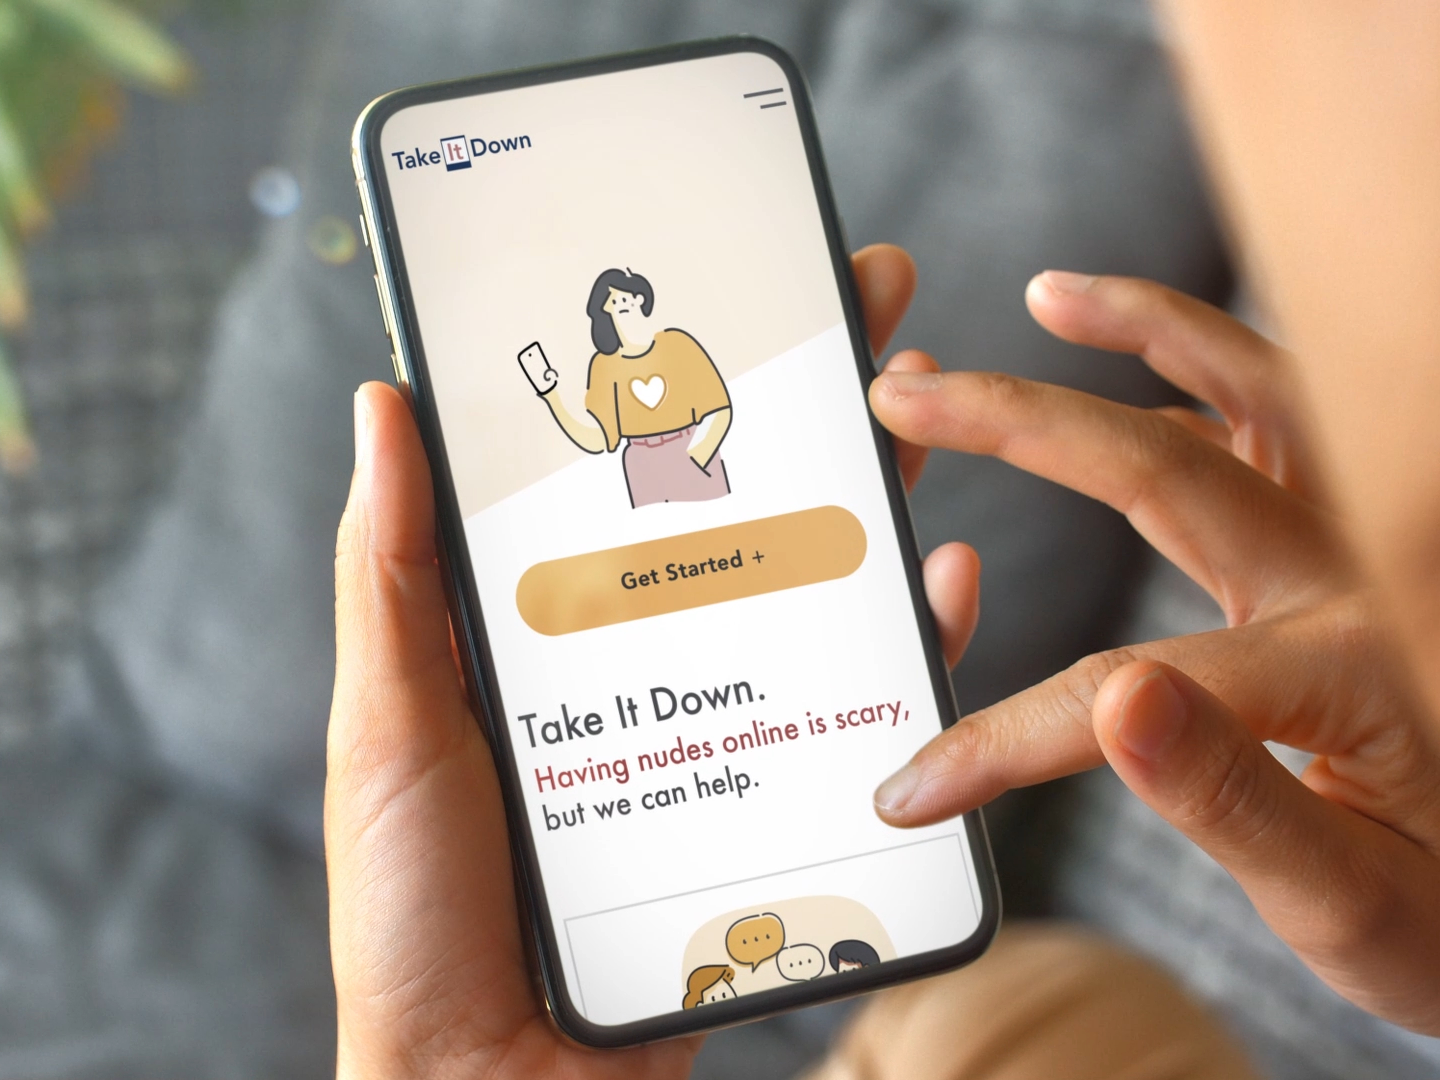 Take It Down
Get Started +
Take It Down.
Having nudes online is scary,
but we can help.